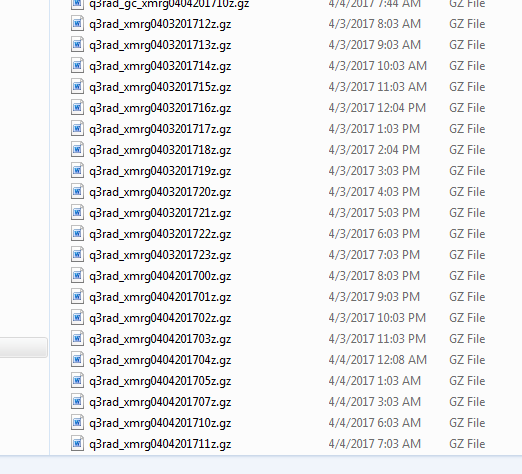 q3rad_gc_xmrg0404201710z.gz 4/4/2017 7:44 AM GZ File
q3rad_xmrg0403201712z.gz 4/3/2017 8:03 AM GZ File
q3rad_xmrg0403201713z.gz 4/3/2017 9:03 AM GZ File
q3rad_xmrg0403201714z.gz 4/3/2017 10:03 AM GZ File
q3rad_xmrg0403201715z.gz 4/3/2017 11:03 AM GZ File
q3rad_xmrg0403201716z.gz 4/3/2017 12:04 PM GZ File
q3rad_xmrg0403201717z.gz 4/3/2017 1:03 PM GZ File
q3rad_xmrg0403201718z.gz 4/3/2017 2:04 PM GZ File
q3rad_xmrg0403201719z.gz 4/3/2017 3:03 PM GZ File
q3rad_xmrg0403201720z.gz 4/3/2017 4:03 PM GZ File
q3rad_xmrg0403201721z.gz 4/3/2017 5:03 PM GZ File
q3rad_xmrg0403201722z.gz 4/3/2017 6:03 PM GZ File
q3rad_xmrg0403201723z.gz 4/3/2017 7:03 PM GZ File
q3rad_xmrg0404201700z.gz 4/3/2017 8:03 PM GZ File
q3rad_xmrg0404201701z.gz 4/3/2017 9:03 PM GZ File
q3rad_xmrg0404201702z.gz 4/3/2017 10:03 PM GZ File
q3rad_xmrg0404201703z.gz 4/3/2017 11:03 PM GZ File
q3rad_xmrg0404201704z.gz 4/4/2017 12:08 AM GZ File
q3rad_xmrg0404201705z.gz 4/4/2017 1:03 AM GZ File
q3rad_xmrg0404201707z.gz 4/4/2017 3:03 AM GZ File
q3rad_xmrg0404201710z.gz 4/4/2017 6:03 AM GZ File
q3rad_xmrg0404201711z.gz 4/4/2017 7:03 AM GZ File